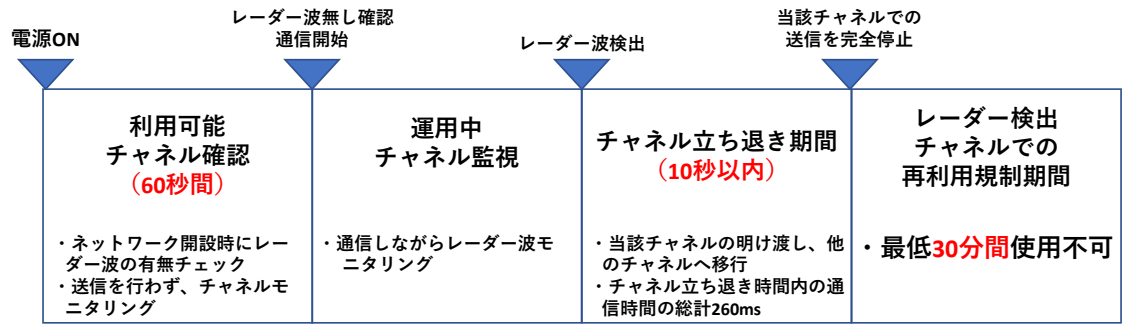 電源ON
レーダー波無し確認
通信開始
レーダー波検出
当該チャネルでの
送信を完全停止
利用可能
チャネル確認
（60秒間）
・ネットワーク開設時にレー
ダー波の有無チェック
・送信を行わず、チャネルモ
ニタリング
運用中
チャネル監視
・通信しながらレーダー波モ
ニタリング
チャネル立ち退き期間
（10秒以内）
・当該チャネルの明け渡し、他
のチャネルへ移行
・チャネル立ち退き時間内の通
信時間の総計260ms
レーダー検出
チャネルでの
再利用規制期間
・最低30分間使用不可